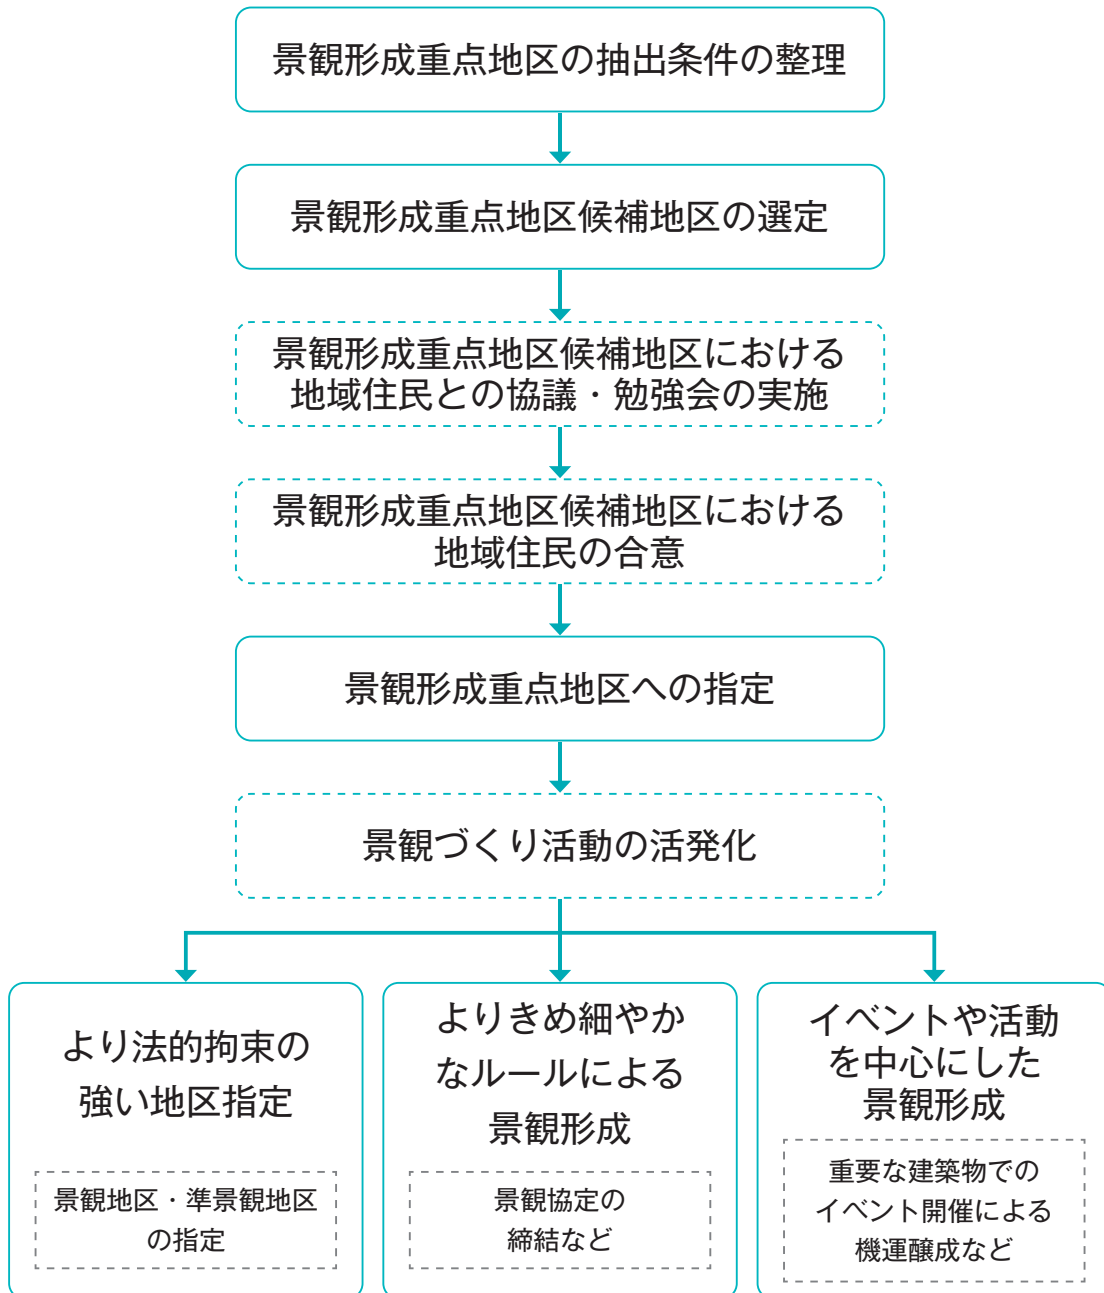 景観形成重点地区の抽出条件の整理
景観形成重点地区候補地区の選定
景観形成重点地区候補地区における
地域住民との協議・勉強会の実施
景観形成重点地区候補地区における
地域住民の合意
景観形成重点地区への指定
景観づくり活動の活発化
より法的拘束の
強い地区指定
景観地区・準景観地区
の指定
よりきめ細やか
なルールによる
景観形成
景観協定の
締結など
イベントや活動
を中心にした
景観形成
重要な建築物での
イベント開催による
機運醸成など